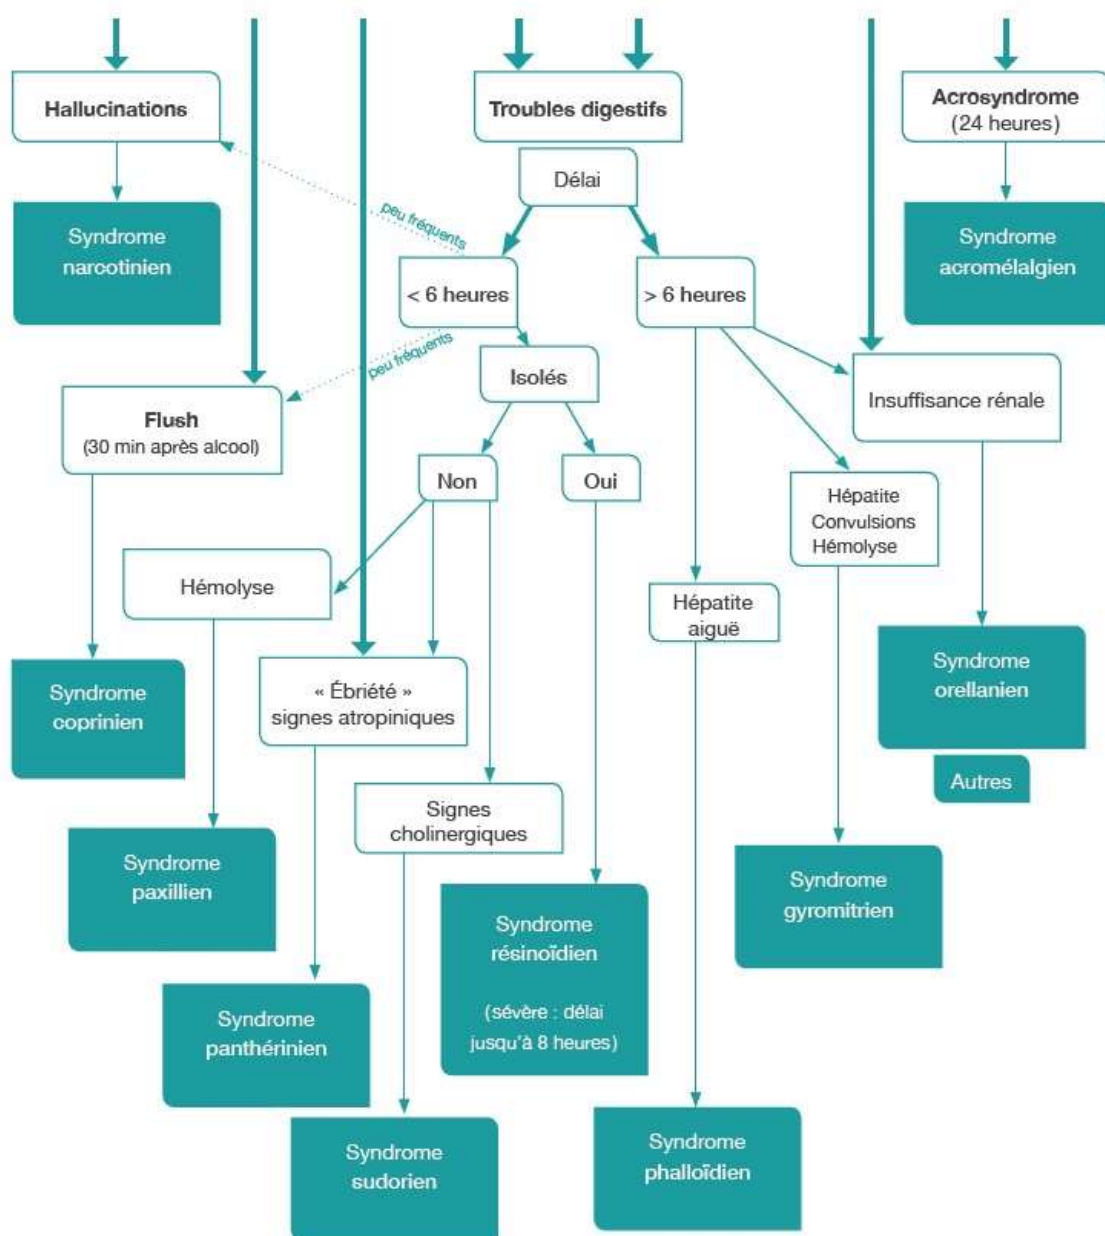 Hallucinations
Troubles digestifs
Acrosyndrome
(24 heures)
Délai
Syndrome
narcotinien
peu fréquents
Syndrome
acromélalgien
< 6 heures
> 6 heures
peu fréquents
Isolés
Insuffisance rénale
Flush
(30 min après alcool)
Non
Oui
Hépatite
Convulsions
Hémolyse
Hémolyse
Hépatite
aiguë
Syndrome
coprinien
« Ébriété »
signes atropiniques
Syndrome
orellanien
Autres
Signes
cholinergiques
Syndrome
paxillien
Syndrome
gyromitrien
Syndrome
résinoïdien
(sévère : délai
jusqu'à 8 heures)
Syndrome
panthérinien
Syndrome
sudorien
Syndrome
phalloïdien